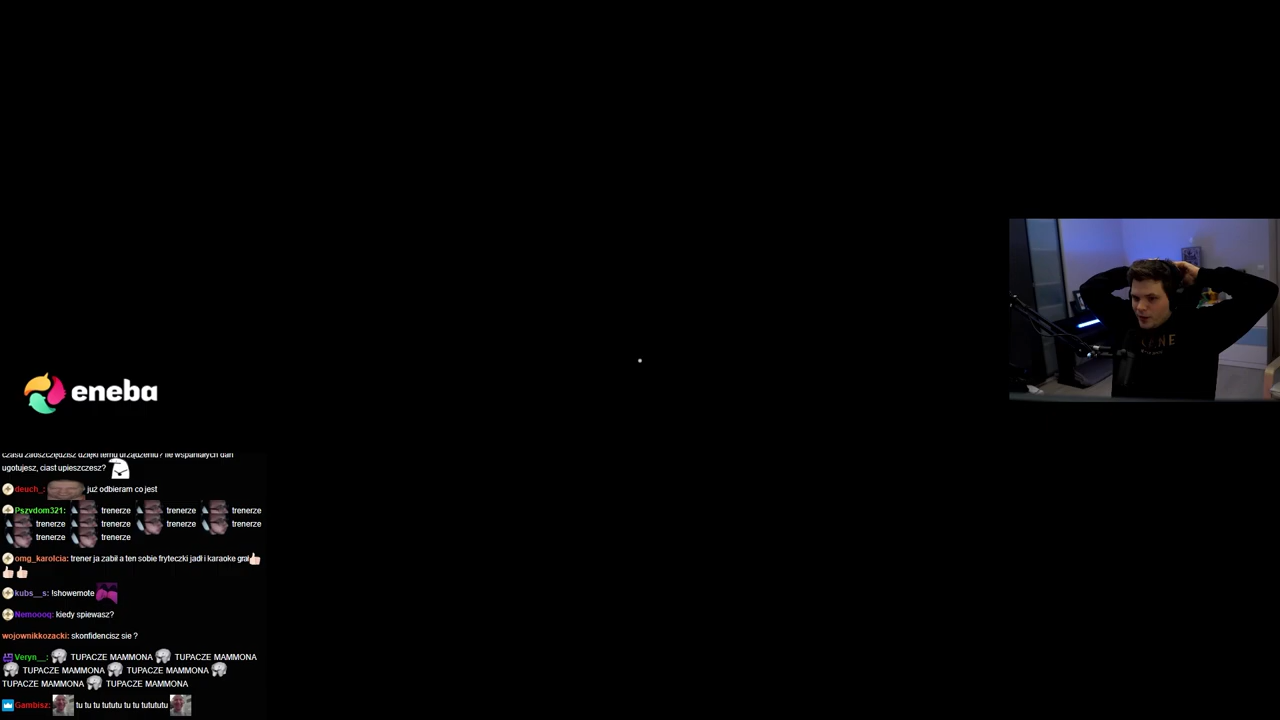 eneba
czasu zaoszczędzisz dzięki temu urządzeniu? ile wspaniałych dań
ugotujesz, ciast upieszczesz?
deuch_: już odbieram co jest
Pszvdom321: trenerze trenerze trenerze
trenerze trenerze trenerze trenerze
trenerze trenerze
omg_karolcia: trener ja zabił a ten sobie fryteczki jadł i karaoke grał
kubs__s: !showemote
Nemoooq: kiedy spiewasz?
wojownikkozacki: skonfidencisz sie ?
Veryn__: TUPACZE MAMMONA TUPACZE MAMMONA
TUPACZE MAMMONA TUPACZE MAMMONA
TUPACZE MAMMONA TUPACZE MAMMONA
Gambisz: tu tu tu tututu tu tu tutututu